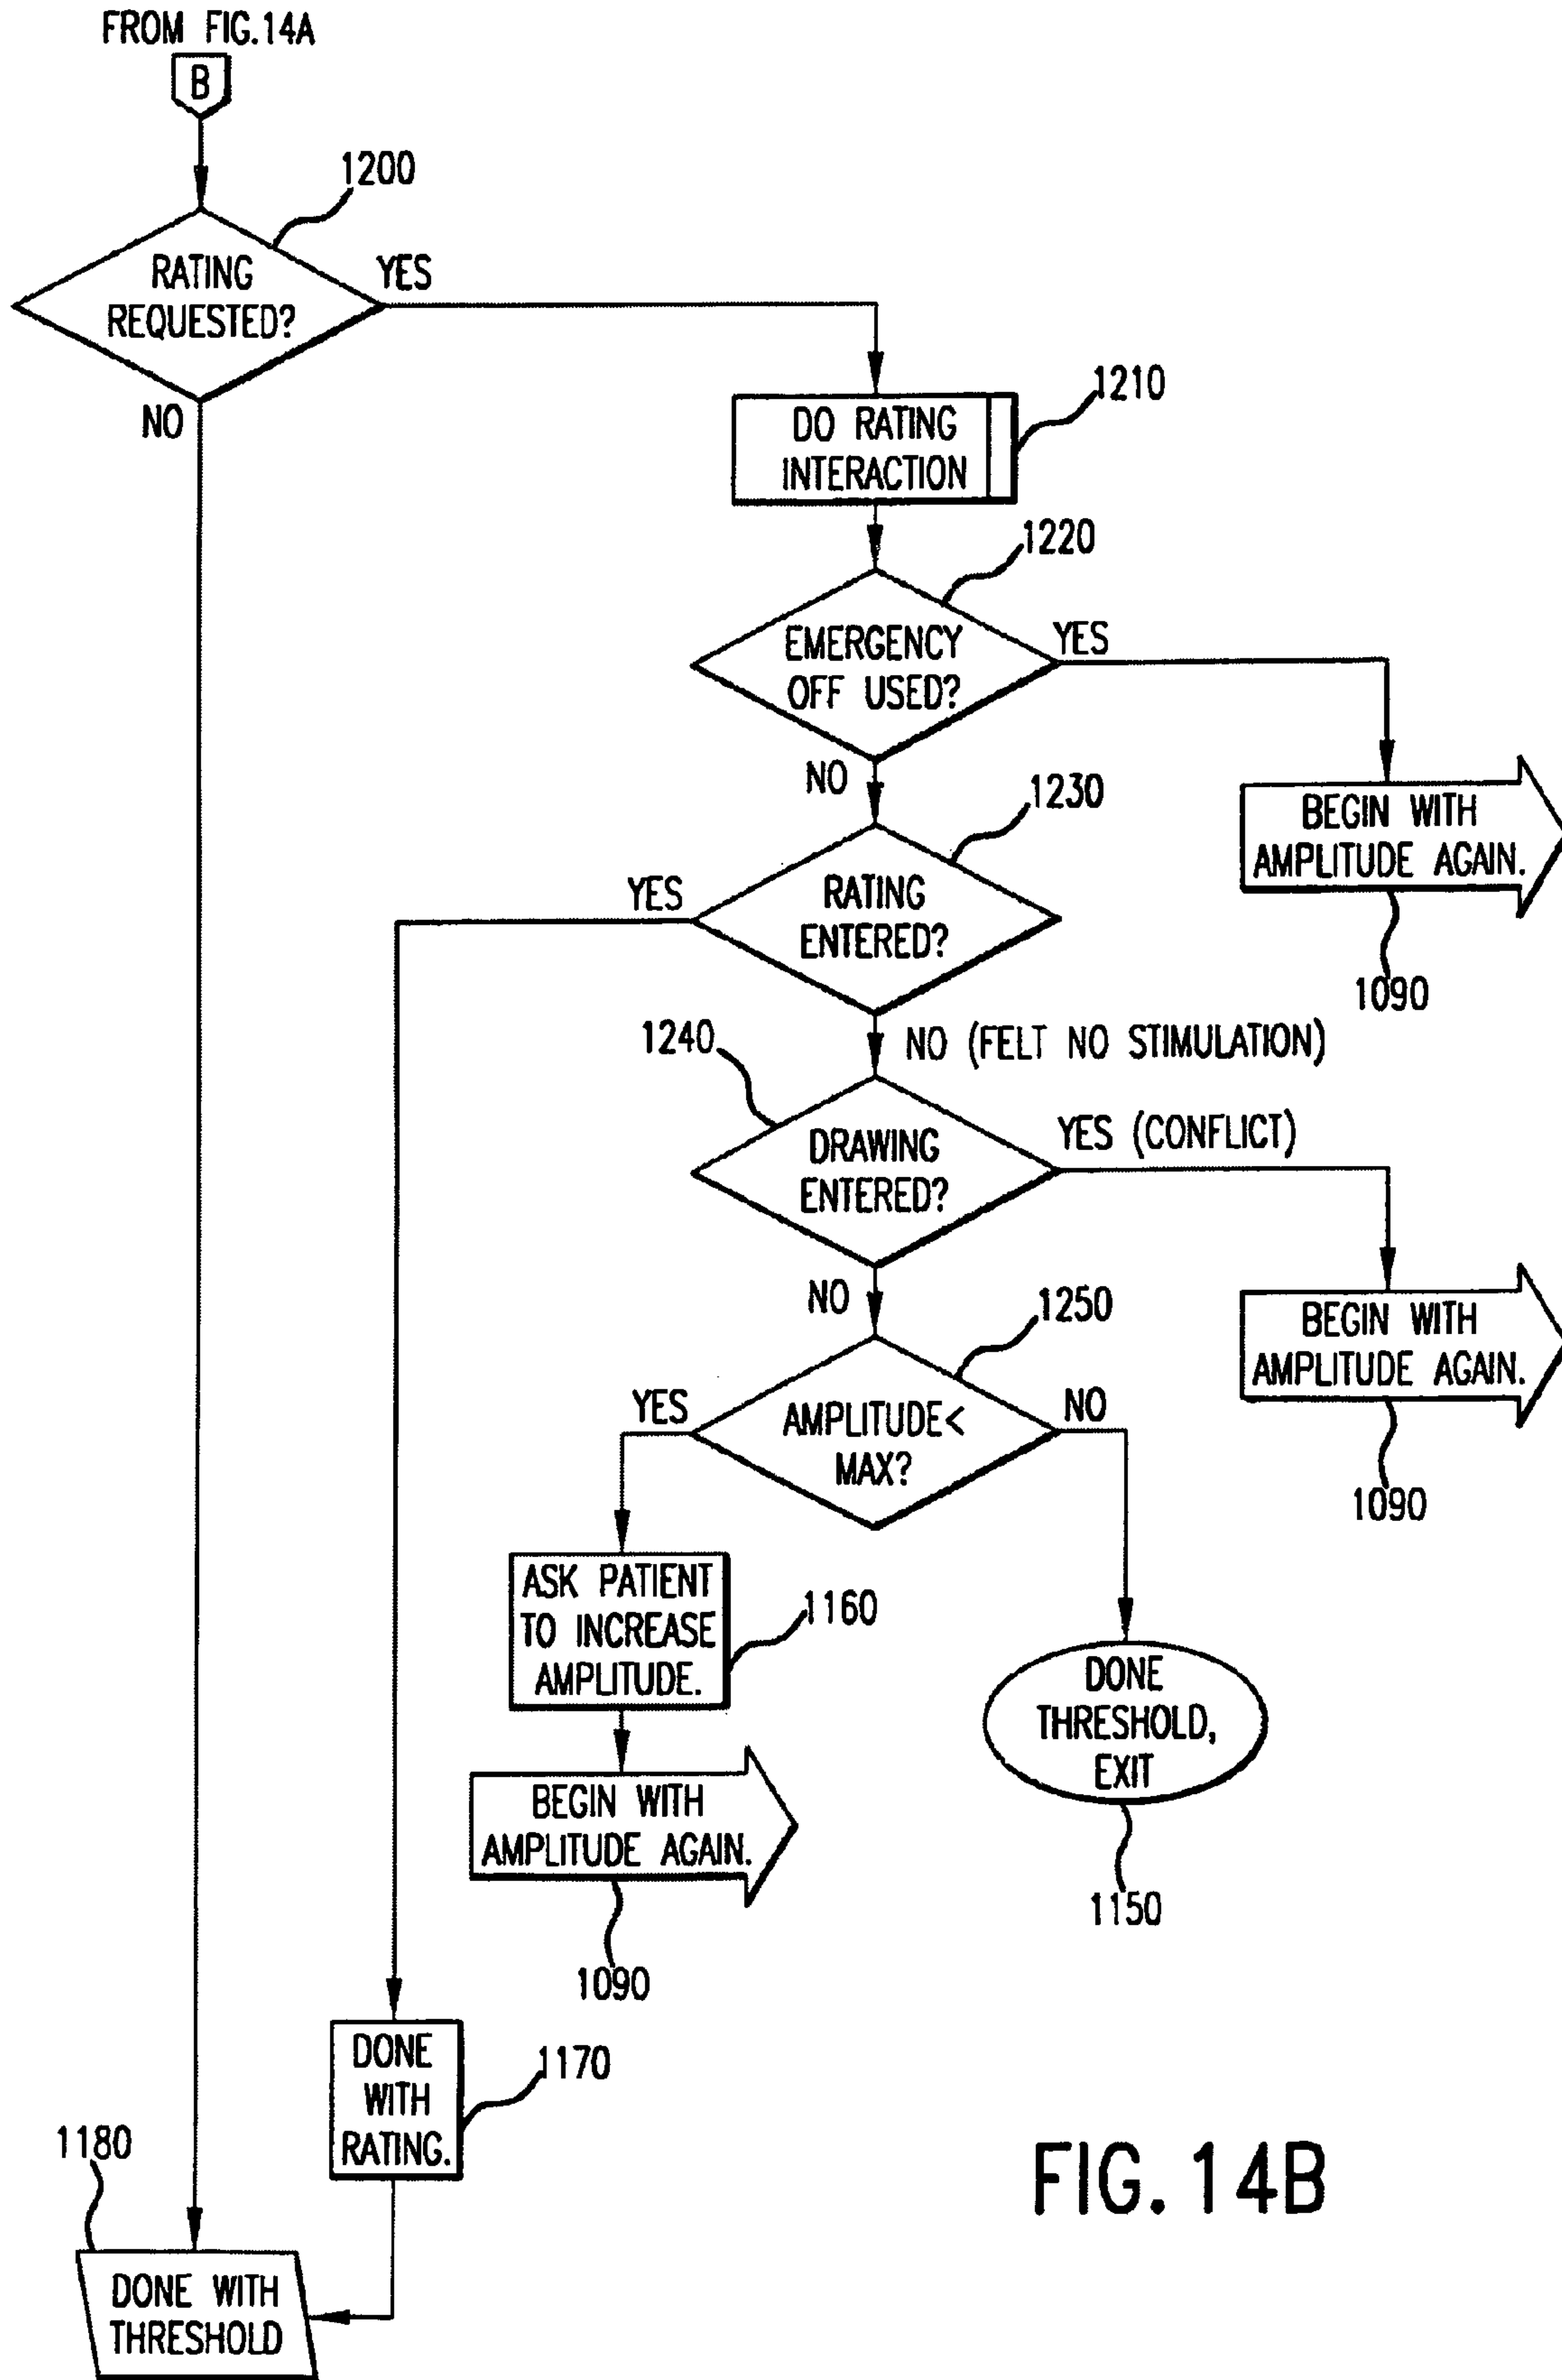 FROM FIG.14A
B
1200
RATING
REQUESTED?
YES
NO
1210
DO RATING
INTERACTION
1220
EMERGENCY
OFF USED?
YES
NO
BEGIN WITH
AMPLITUDE AGAIN.
1090
1230
RATING
ENTERED?
YES
NO (FELT NO STIMULATION)
1240
DRAWING
ENTERED?
YES (CONFLICT)
NO
BEGIN WITH
AMPLITUDE AGAIN.
1090
1250
AMPLITUDE<
MAX?
YES
NO
ASK PATIENT
TO INCREASE
AMPLITUDE.
1160
DONE
THRESHOLD,
EXIT
1150
BEGIN WITH
AMPLITUDE AGAIN.
1090
DONE
WITH
RATING.
1170
1180
DONE WITH
THRESHOLD
FIG. 14B